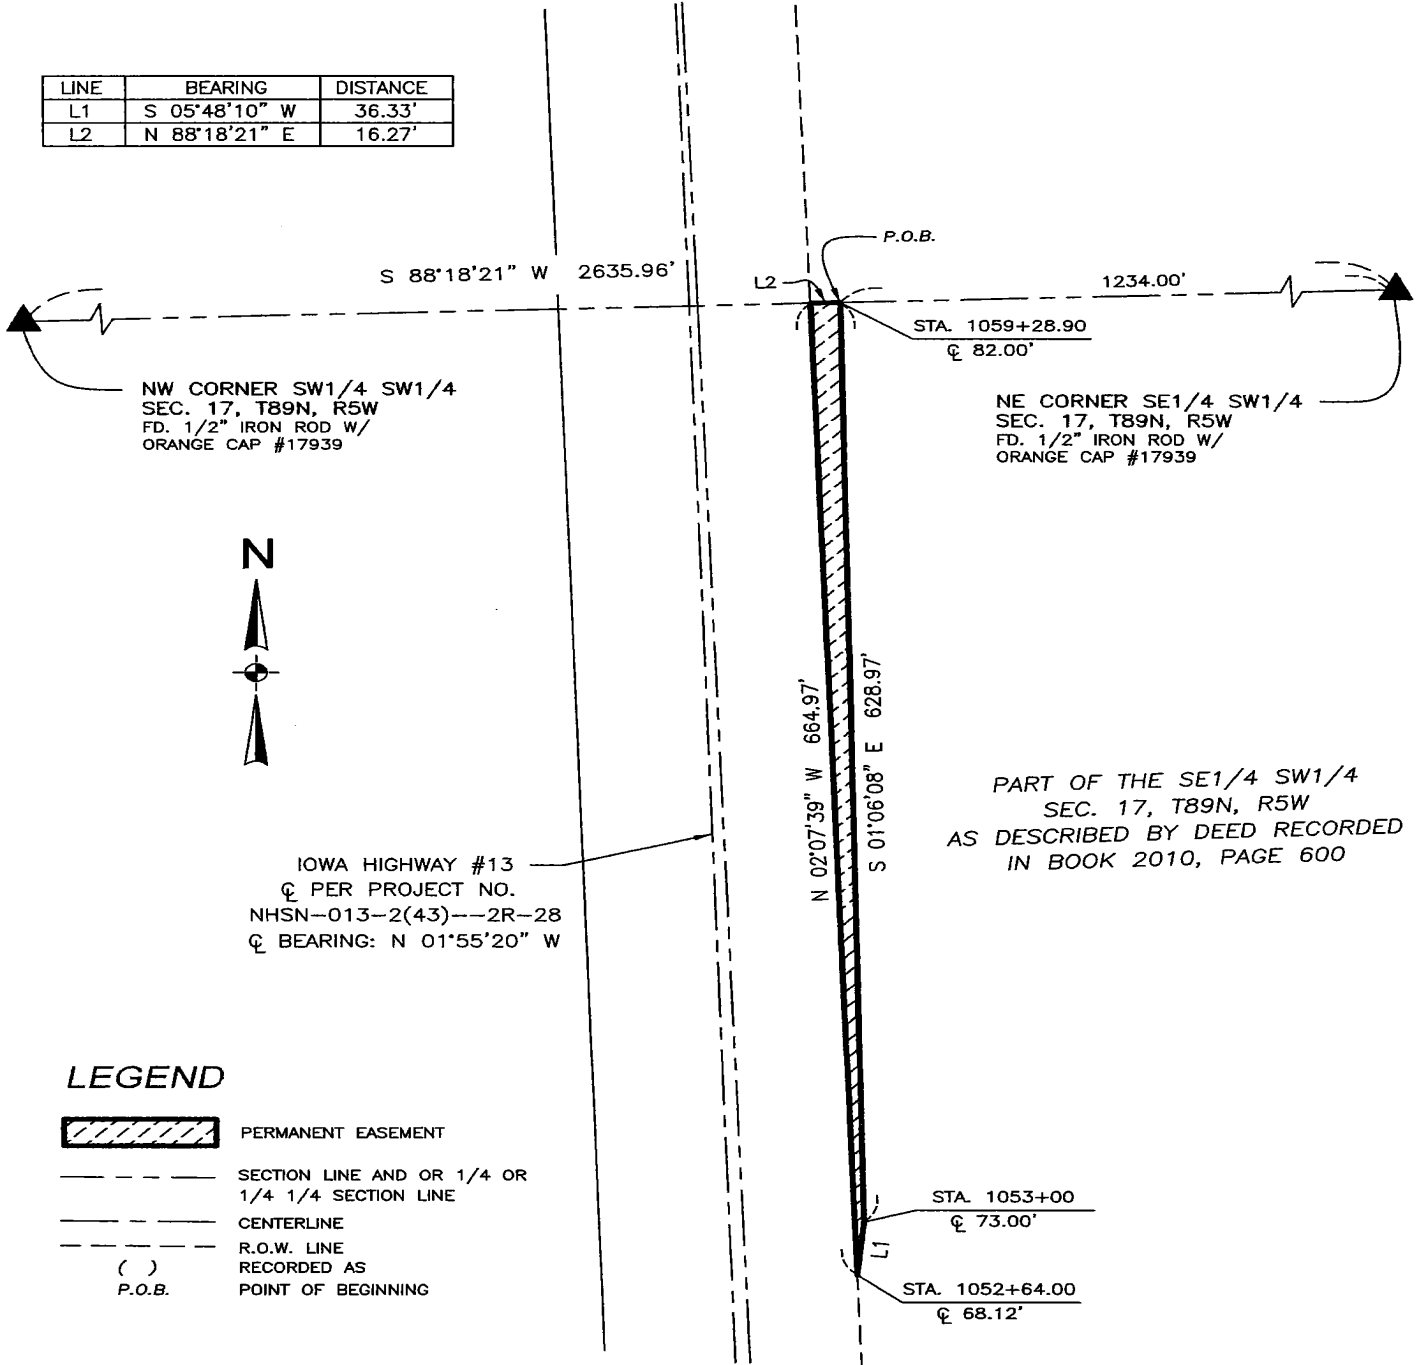 LINE BEARING DISTANCE
L1 S 05°48'10" W 36.33'
L2 N 88°18'21" E 16.27'
P.O.B.
S 88°18'21" W 2635.96'
L2
1234.00'
STA. 1059+28.90
℄ 82.00'
NW CORNER SW1/4 SW1/4
SEC. 17, T89N, R5W
FD. 1/2" IRON ROD W/
ORANGE CAP #17939
NE CORNER SE1/4 SW1/4
SEC. 17, T89N, R5W
FD. 1/2" IRON ROD W/
ORANGE CAP #17939
N
N 02°07'39" W 664.97'
S 01°06'08" E 628.97'
PART OF THE SE1/4 SW1/4
SEC. 17, T89N, R5W
AS DESCRIBED BY DEED RECORDED
IN BOOK 2010, PAGE 600
IOWA HIGHWAY #13
℄ PER PROJECT NO.
NHSN-013-2(43)--2R-28
℄ BEARING: N 01°55'20" W
LEGEND
PERMANENT EASEMENT
SECTION LINE AND OR 1/4 OR
1/4 1/4 SECTION LINE
CENTERLINE
R.O.W. LINE
( ) RECORDED AS
P.O.B. POINT OF BEGINNING
STA. 1053+00
℄ 73.00'
L1
STA. 1052+64.00
℄ 68.12'